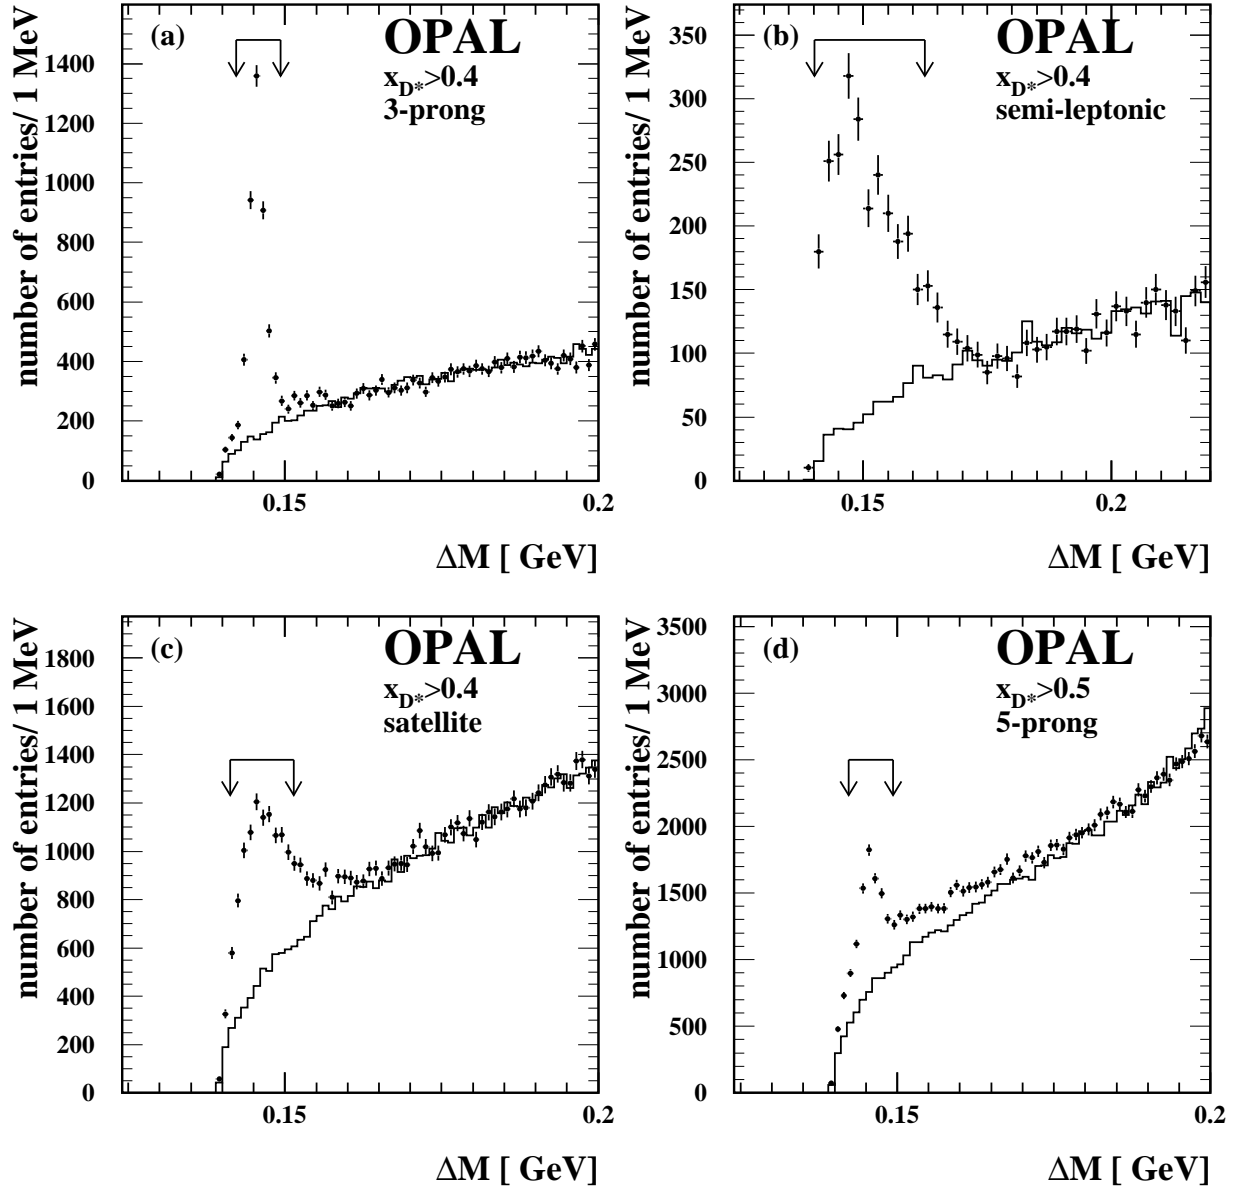 (a)
OPAL
x_D*>0.4
3-prong
number of entries/ 1 MeV
1400
1200
1000
800
600
400
200
0
0.15
0.2
ΔM [ GeV]
(b)
OPAL
x_D*>0.4
semi-leptonic
number of entries/ 1 MeV
350
300
250
200
150
100
50
0
0.15
0.2
ΔM [ GeV]
(c)
OPAL
x_D*>0.4
satellite
number of entries/ 1 MeV
1800
1600
1400
1200
1000
800
600
400
200
0
0.15
0.2
ΔM [ GeV]
(d)
OPAL
x_D*>0.5
5-prong
number of entries/ 1 MeV
3500
3000
2500
2000
1500
1000
500
0
0.15
0.2
ΔM [ GeV]